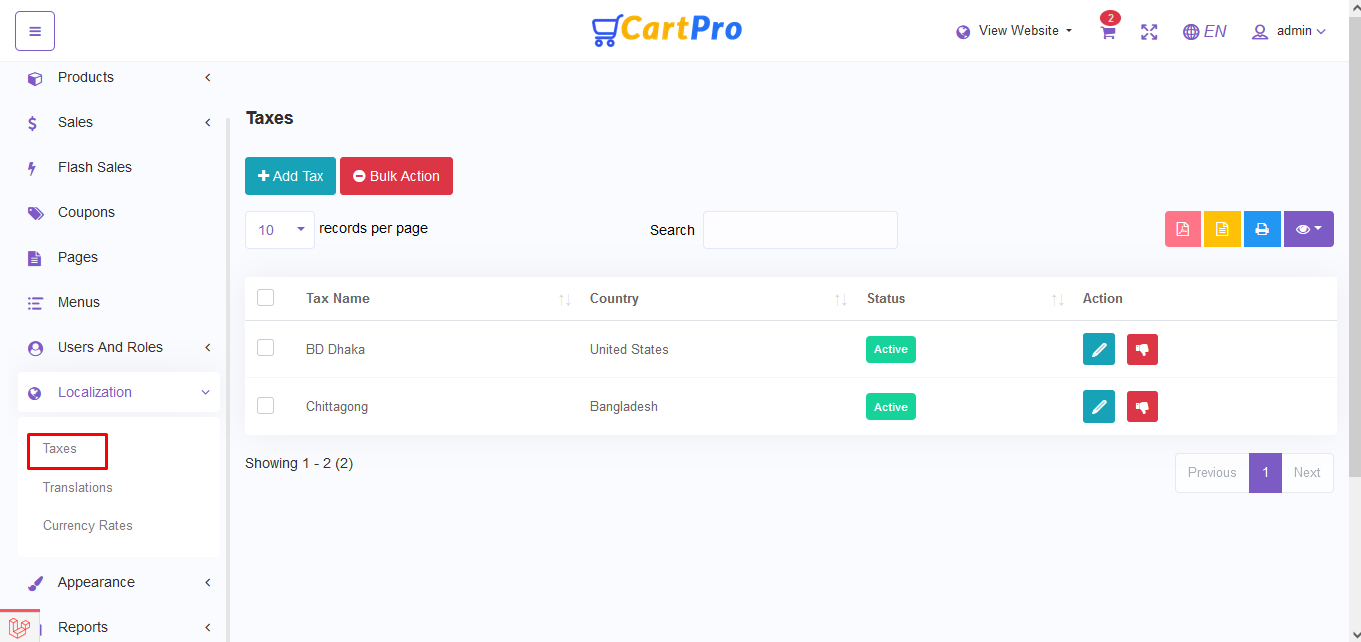 CartPro
View Website
2
EN
admin
Products
Sales
Flash Sales
Coupons
Pages
Menus
Users And Roles
Localization
Taxes
Translations
Currency Rates
Appearance
Reports
Taxes
Add Tax
Bulk Action
10 records per page
Search
Tax Name Country Status Action
BD Dhaka United States Active
Chittagong Bangladesh Active
Showing 1 - 2 (2)
Previous 1 Next